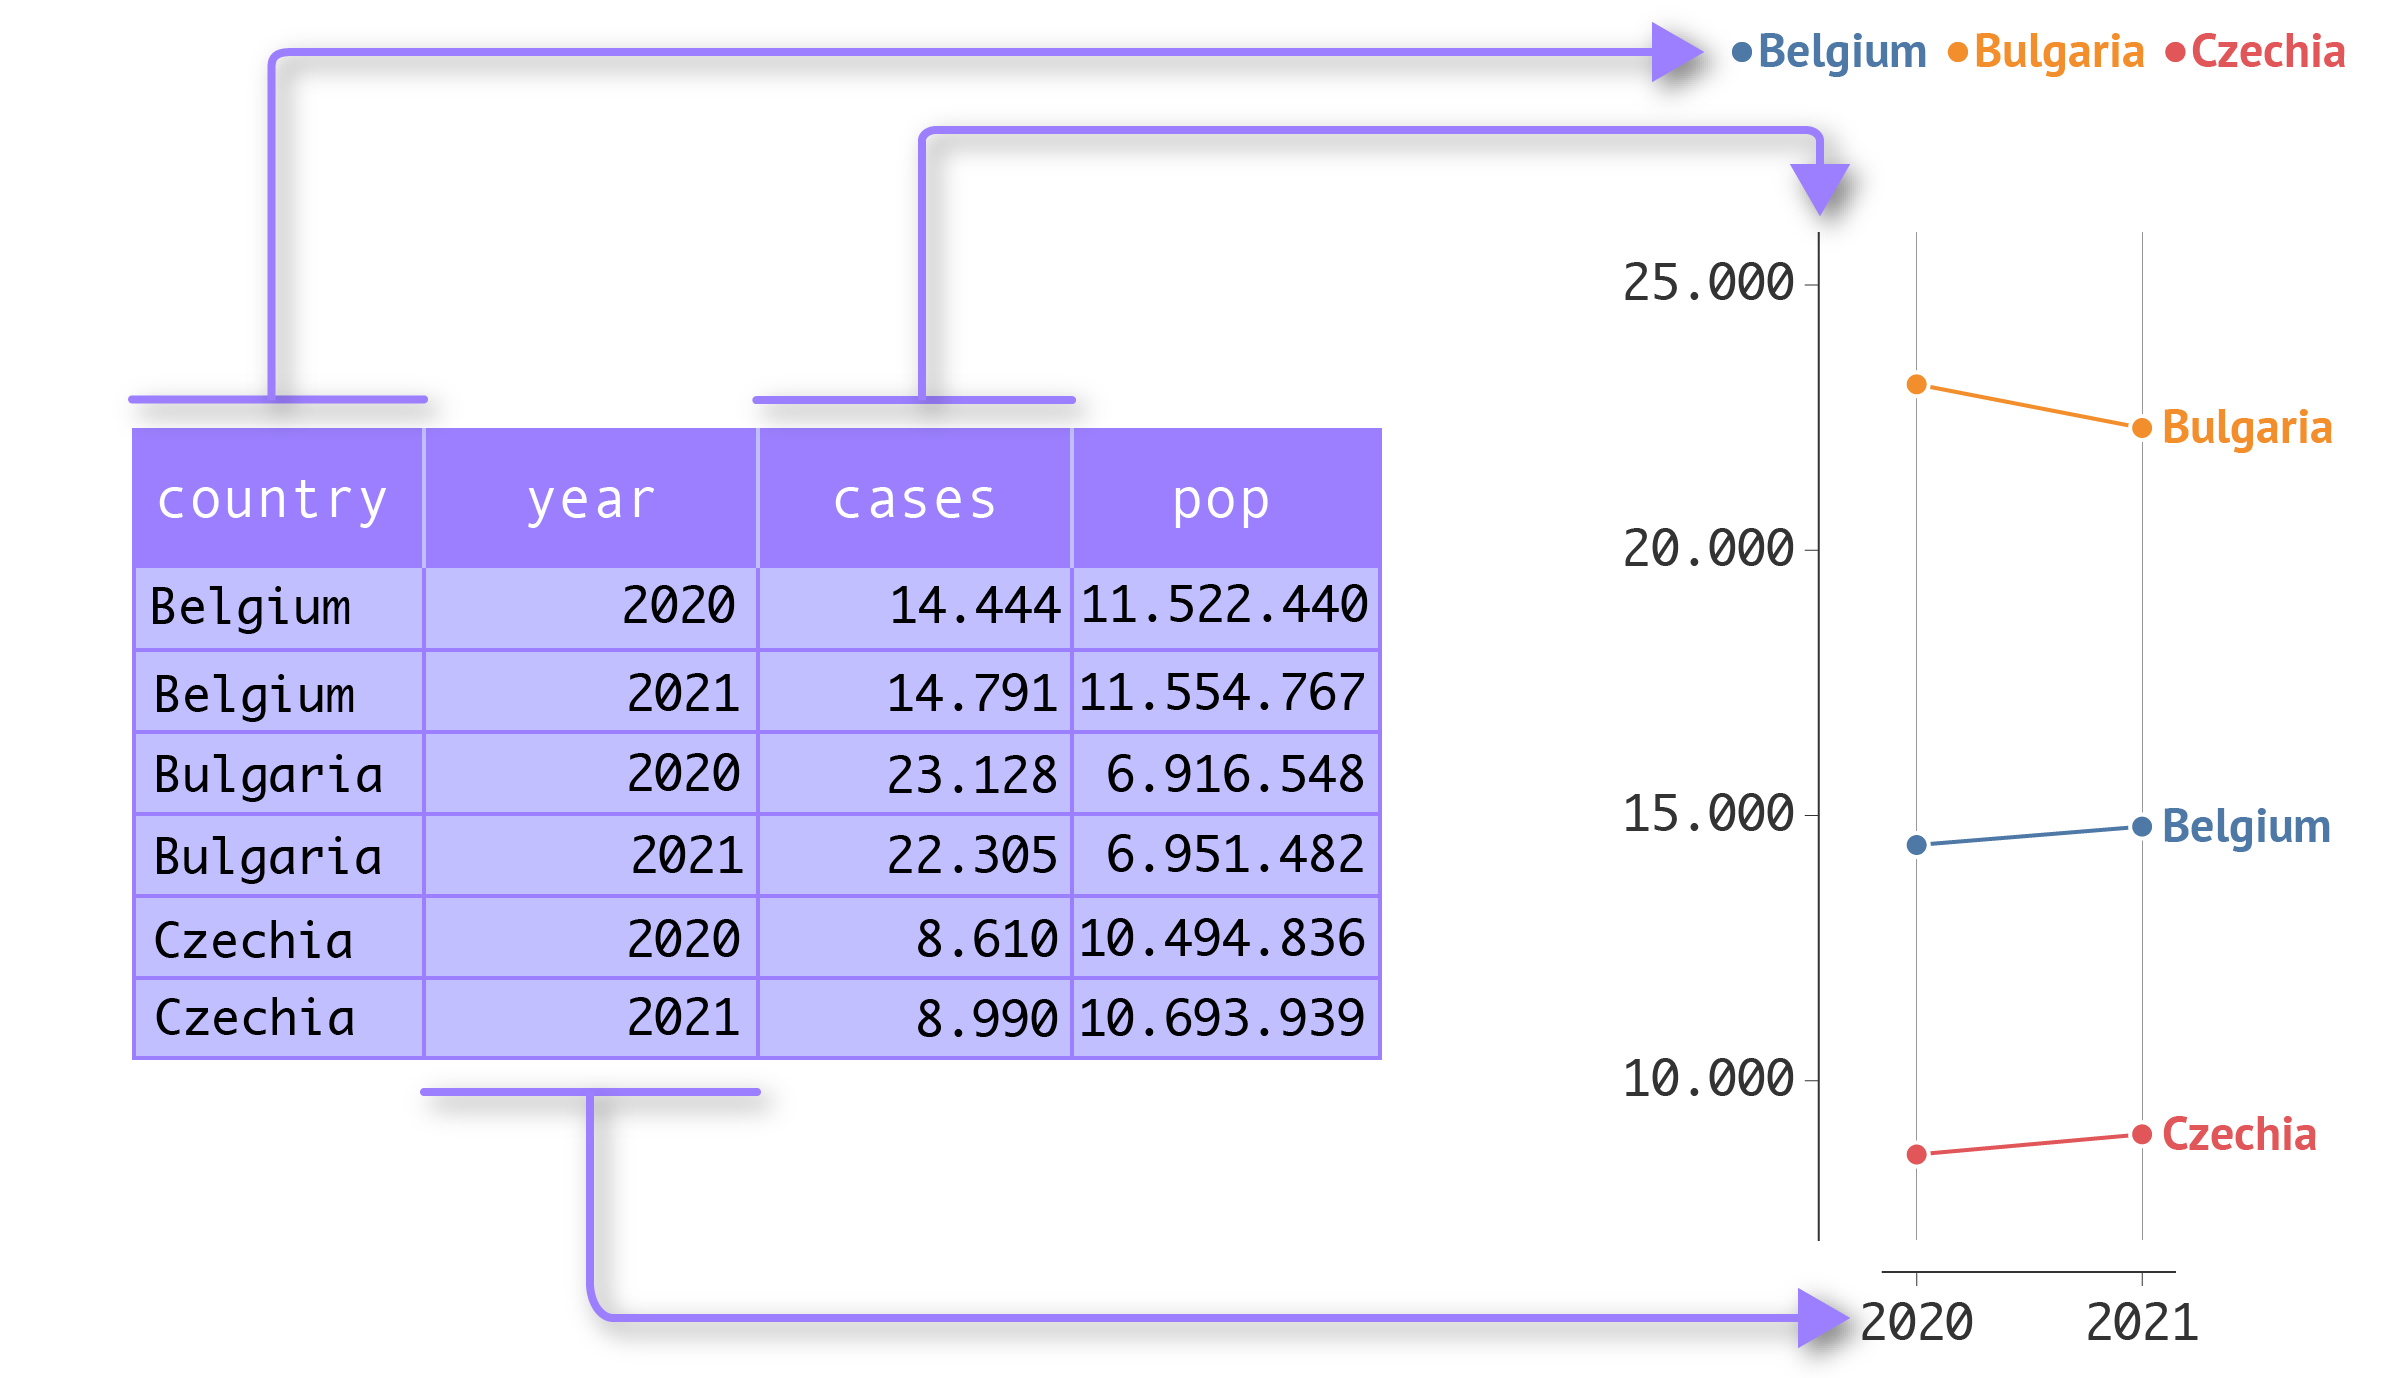 Belgium Bulgaria Czechia
country year cases pop
Belgium 2020 14.444 11.522.440
Belgium 2021 14.791 11.554.767
Bulgaria 2020 23.128 6.916.548
Bulgaria 2021 22.305 6.951.482
Czechia 2020 8.610 10.494.836
Czechia 2021 8.990 10.693.939
25.000
Bulgaria
20.000
15.000
Belgium
10.000
Czechia
2020 2021